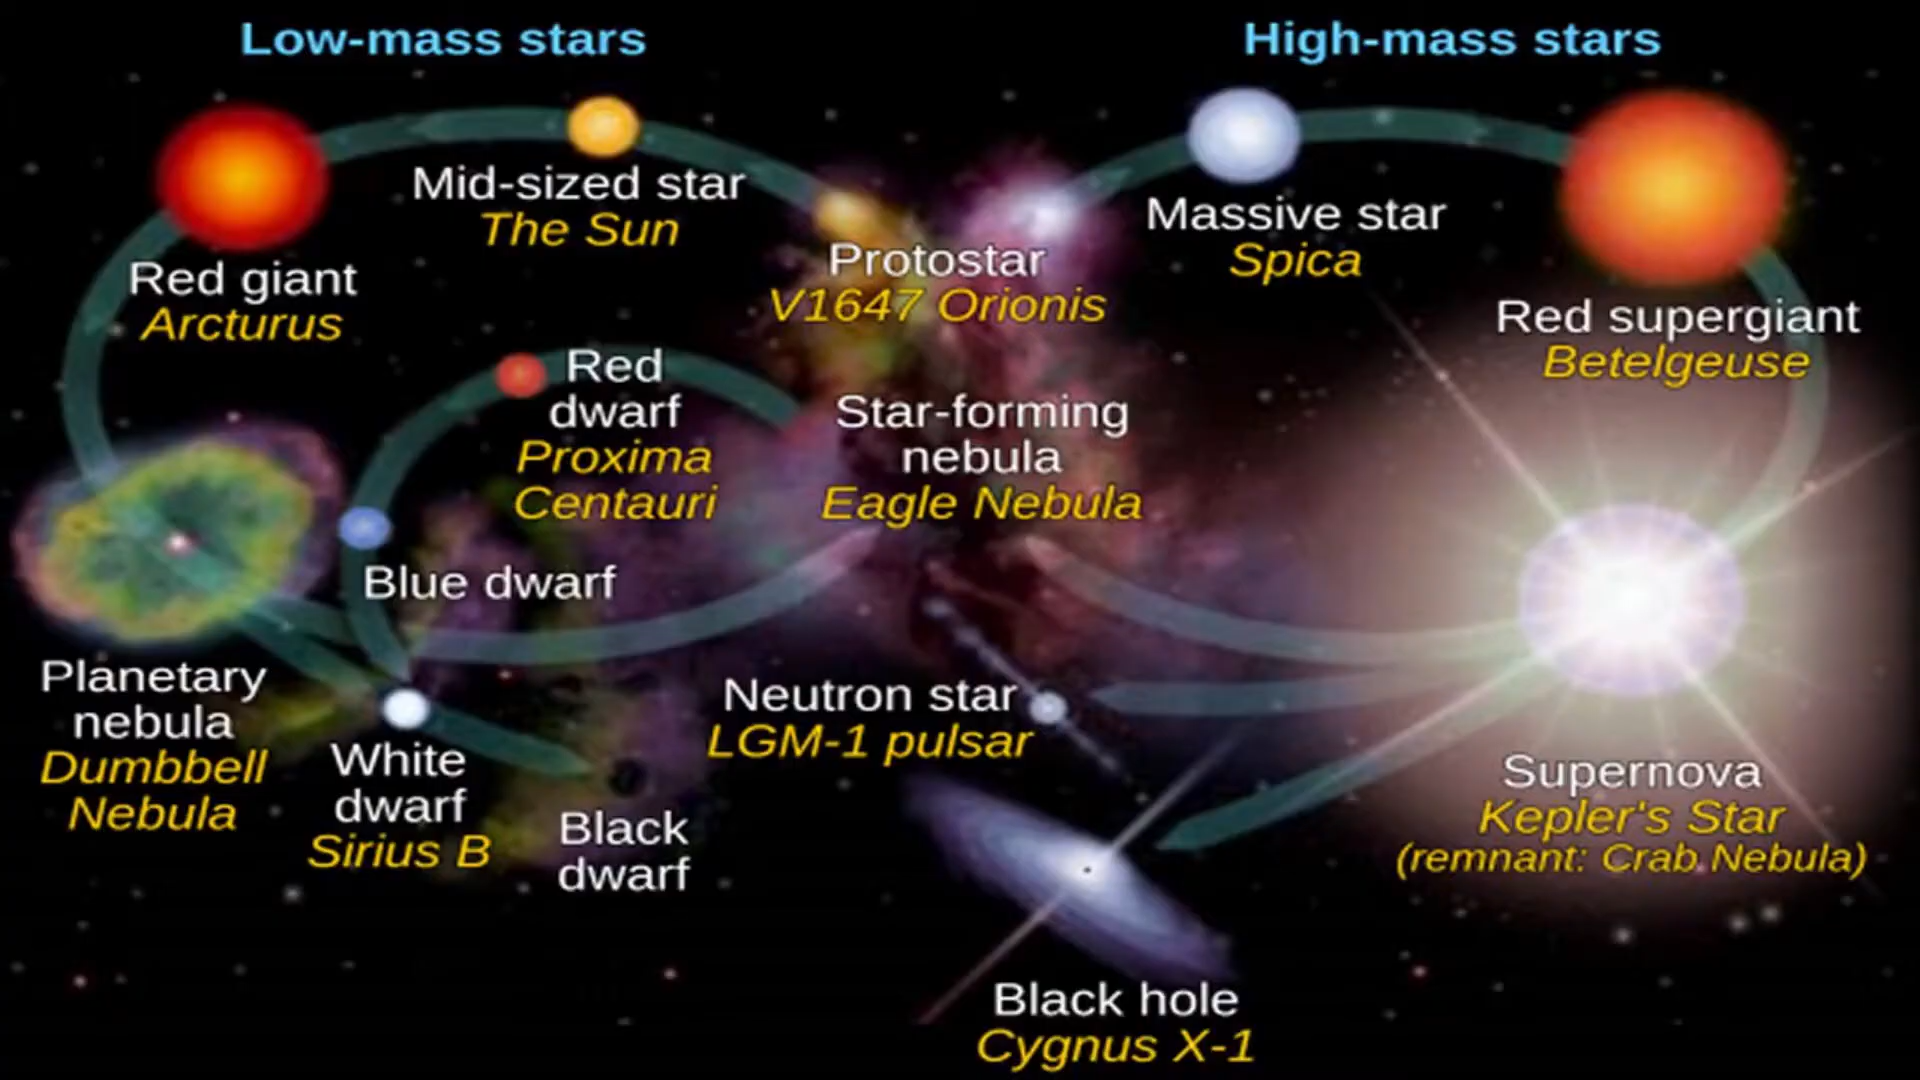 Low-mass stars
High-mass stars
Mid-sized star
The Sun
Massive star
Spica
Protostar
V1647 Orionis
Red giant
Arcturus
Red supergiant
Betelgeuse
Red
dwarf
Proxima
Centauri
Star-forming
nebula
Eagle Nebula
Blue dwarf
Planetary
nebula
Dumbbell
Nebula
White
dwarf
Sirius B
Black
dwarf
Neutron star
LGM-1 pulsar
Supernova
Kepler's Star
(remnant: Crab Nebula)
Black hole
Cygnus X-1